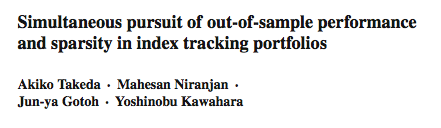 Simultaneous pursuit of out-of-sample performance
and sparsity in index tracking portfolios
Akiko Takeda · Mahesan Niranjan ·
Jun-ya Gotoh · Yoshinobu Kawahara